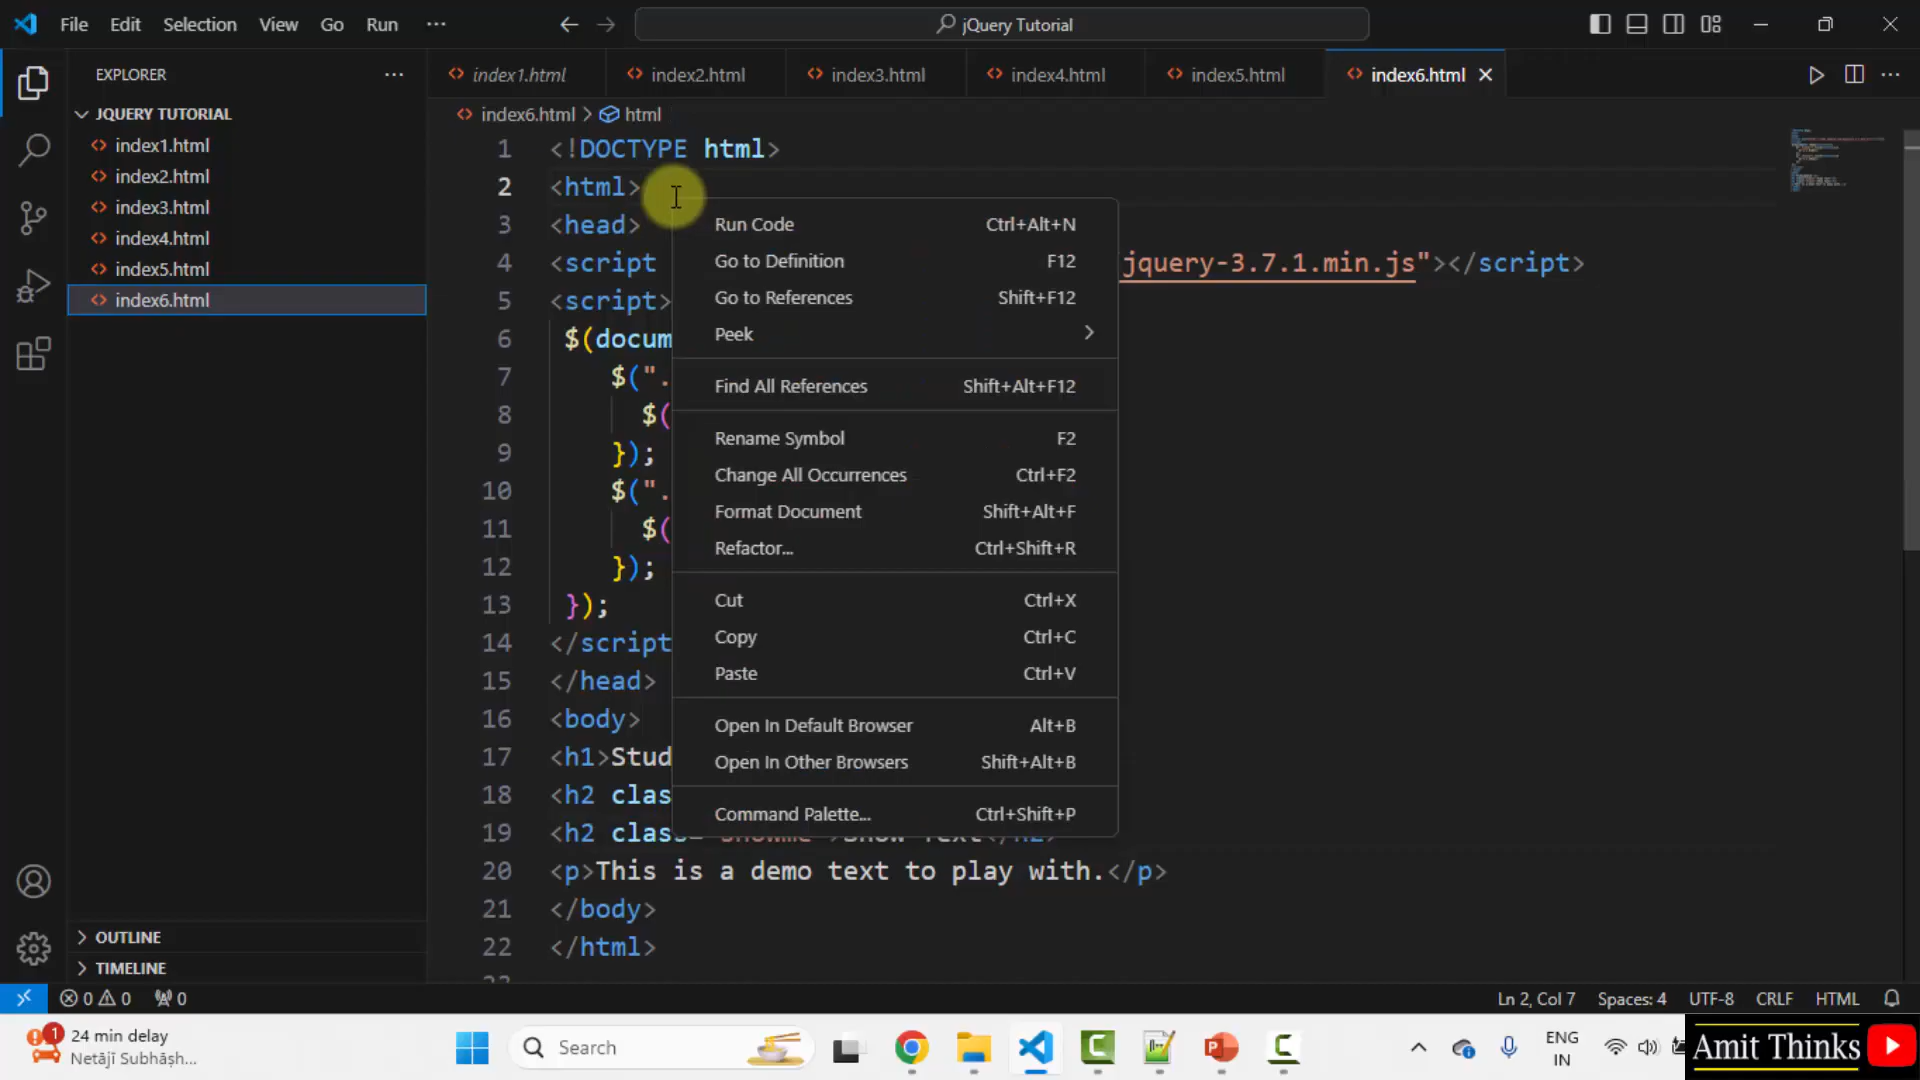 File Edit Selection View Go Run ··· jQuery Tutorial
EXPLORER ···
JQUERY TUTORIAL
index1.html
index2.html
index3.html
index4.html
index5.html
index6.html
OUTLINE
TIMELINE
index1.html index2.html index3.html index4.html index5.html index6.html
index6.html > html
1 <!DOCTYPE html>
2 <html>
3 <head>
4 <script jquery-3.7.1.min.js"></script>
5 <script>
6 $(docum
7 $(".
8 $(
9 });
10 $(".
11 $(
12 });
13 });
14 </script
15 </head>
16 <body>
17 <h1>Stud
18 <h2 clas
19 <h2 clas
20 <p>This is a demo text to play with.</p>
21 </body>
22 </html>
Run Code Ctrl+Alt+N
Go to Definition F12
Go to References Shift+F12
Peek
Find All References Shift+Alt+F12
Rename Symbol F2
Change All Occurrences Ctrl+F2
Format Document Shift+Alt+F
Refactor... Ctrl+Shift+R
Cut Ctrl+X
Copy Ctrl+C
Paste Ctrl+V
Open In Default Browser Alt+B
Open In Other Browsers Shift+Alt+B
Command Palette... Ctrl+Shift+P
0 0 0 Ln 2, Col 7 Spaces: 4 UTF-8 CRLF HTML
1
24 min delay
Netājī Subhāṣh...
Search
ENG
IN
Amit Thinks